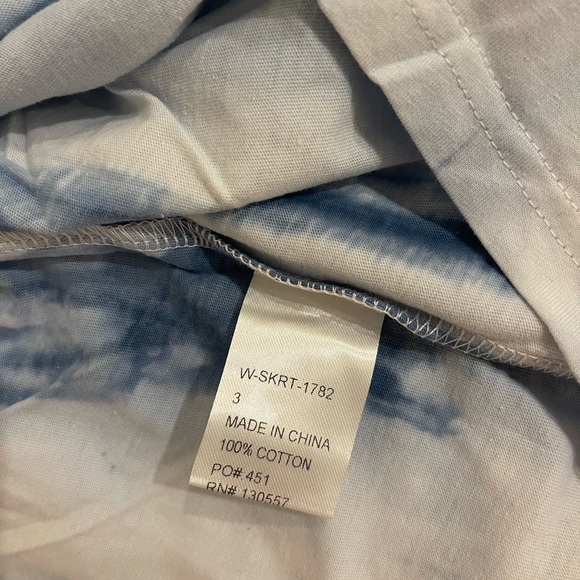 W-SKRT-1782
3
MADE IN CHINA
100% COTTON
PO# 451
RN# 130557